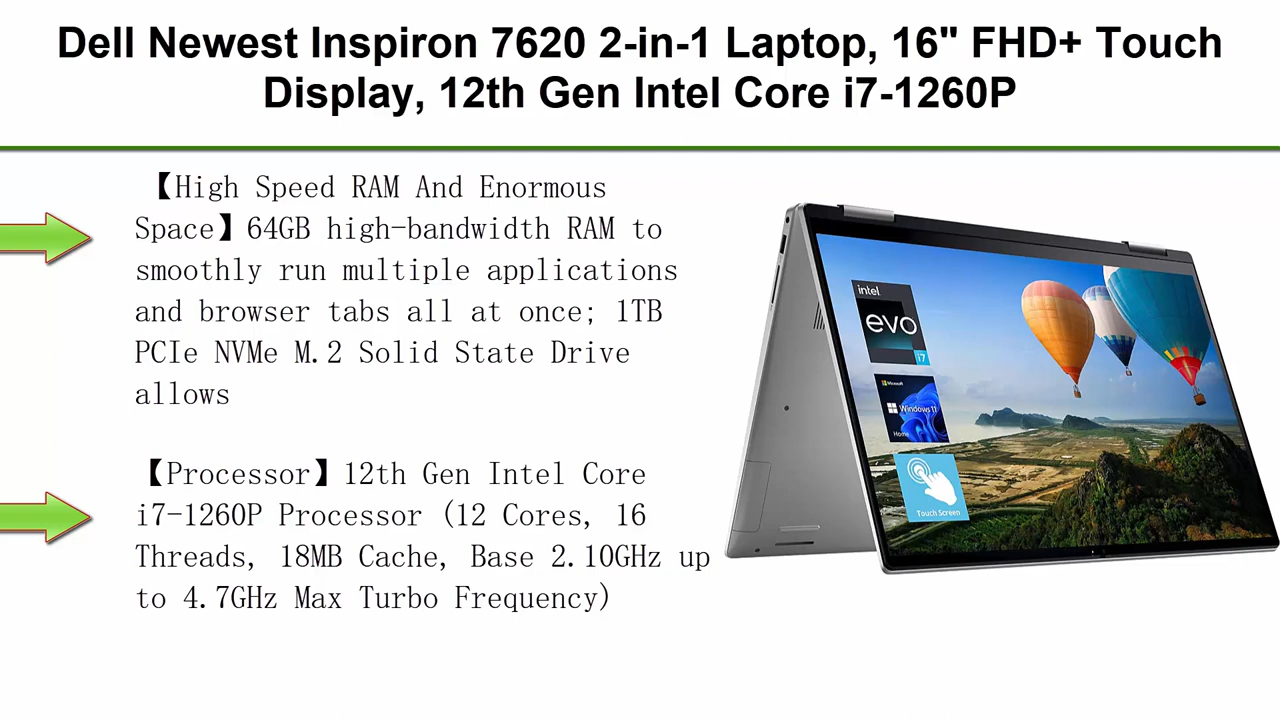 Dell Newest Inspiron 7620 2-in-1 Laptop, 16" FHD+ Touch
Display, 12th Gen Intel Core i7-1260P
【High Speed RAM And Enormous
Space】64GB high-bandwidth RAM to
smoothly run multiple applications
and browser tabs all at once; 1TB
PCIe NVMe M.2 Solid State Drive
allows
【Processor】12th Gen Intel Core
i7-1260P Processor (12 Cores, 16
Threads, 18MB Cache, Base 2.10GHz up
to 4.7GHz Max Turbo Frequency)
intel
evo
i7
Microsoft
Windows 11
Home
Touch Screen